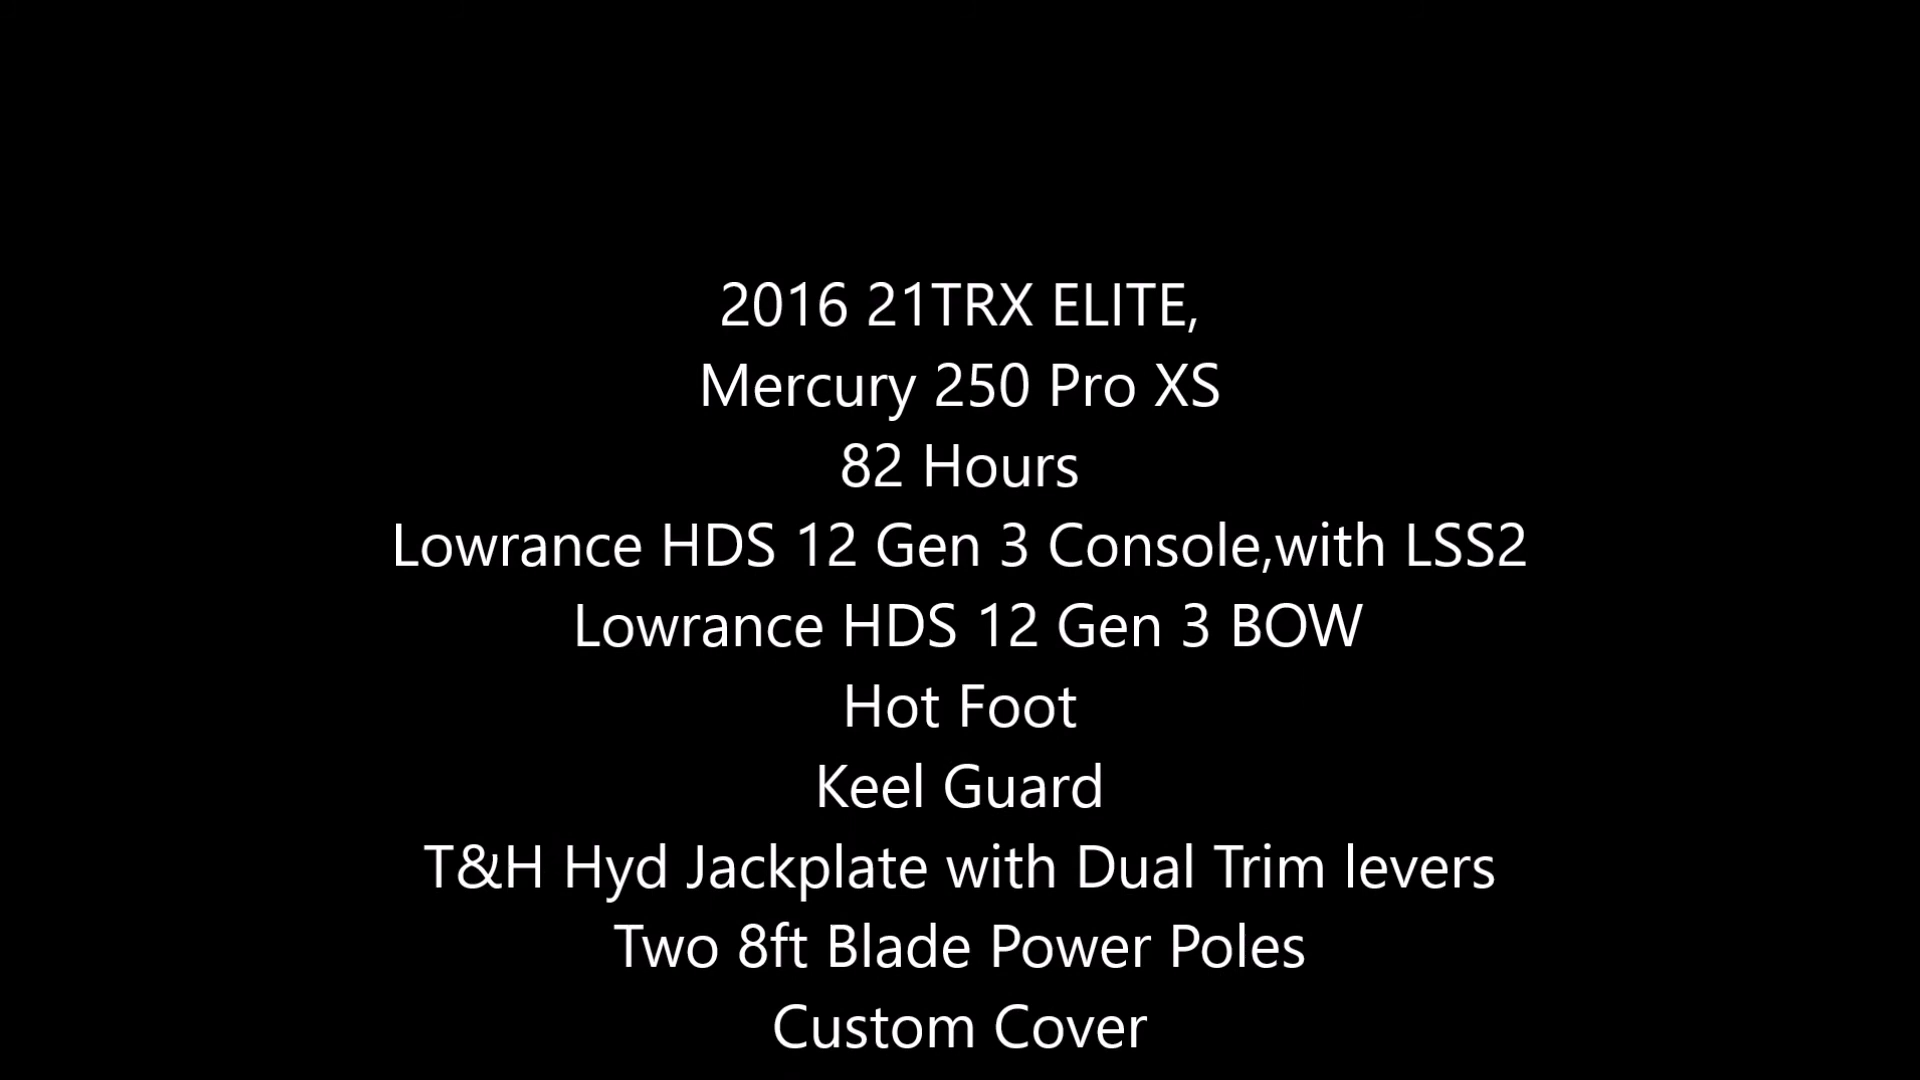 2016 21TRX ELITE,
Mercury 250 Pro XS
82 Hours
Lowrance HDS 12 Gen 3 Console,with LSS2
Lowrance HDS 12 Gen 3 BOW
Hot Foot
Keel Guard
T&H Hyd Jackplate with Dual Trim levers
Two 8ft Blade Power Poles
Custom Cover